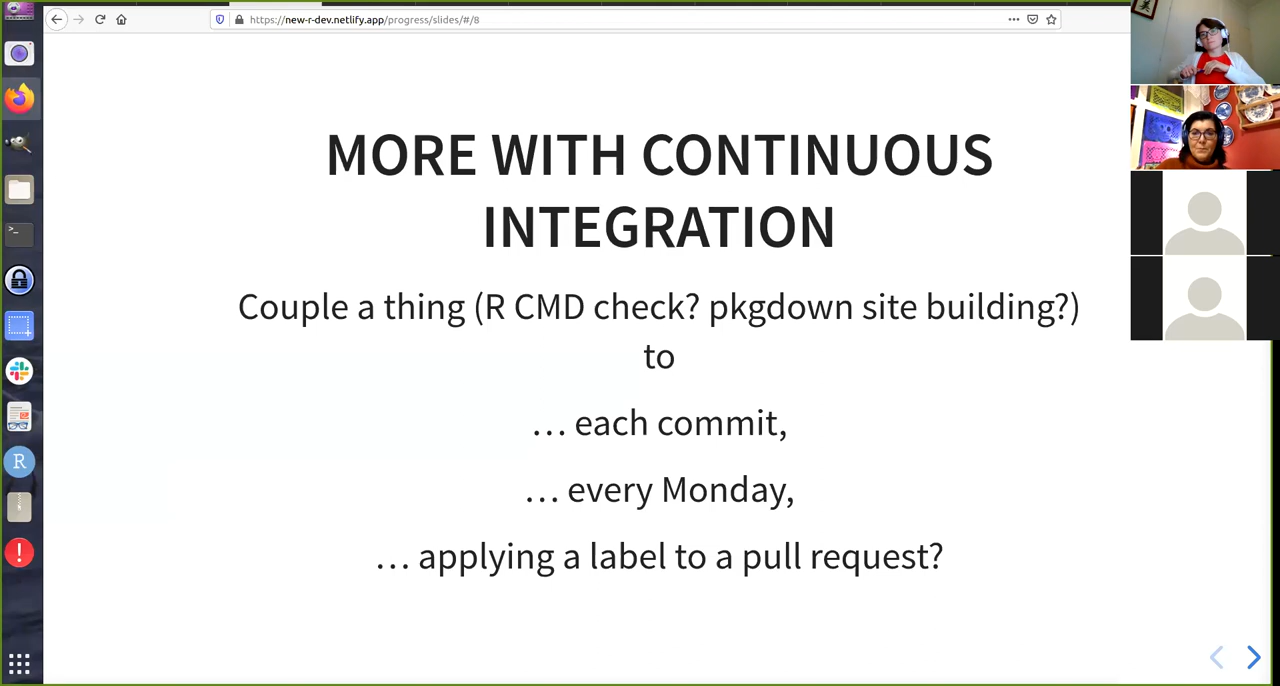 https://new-r-dev.netlify.app/progress/slides/#/8
MORE WITH CONTINUOUS
INTEGRATION
Couple a thing (R CMD check? pkgdown site building?)
to
… each commit,
… every Monday,
… applying a label to a pull request?
>_
R
!